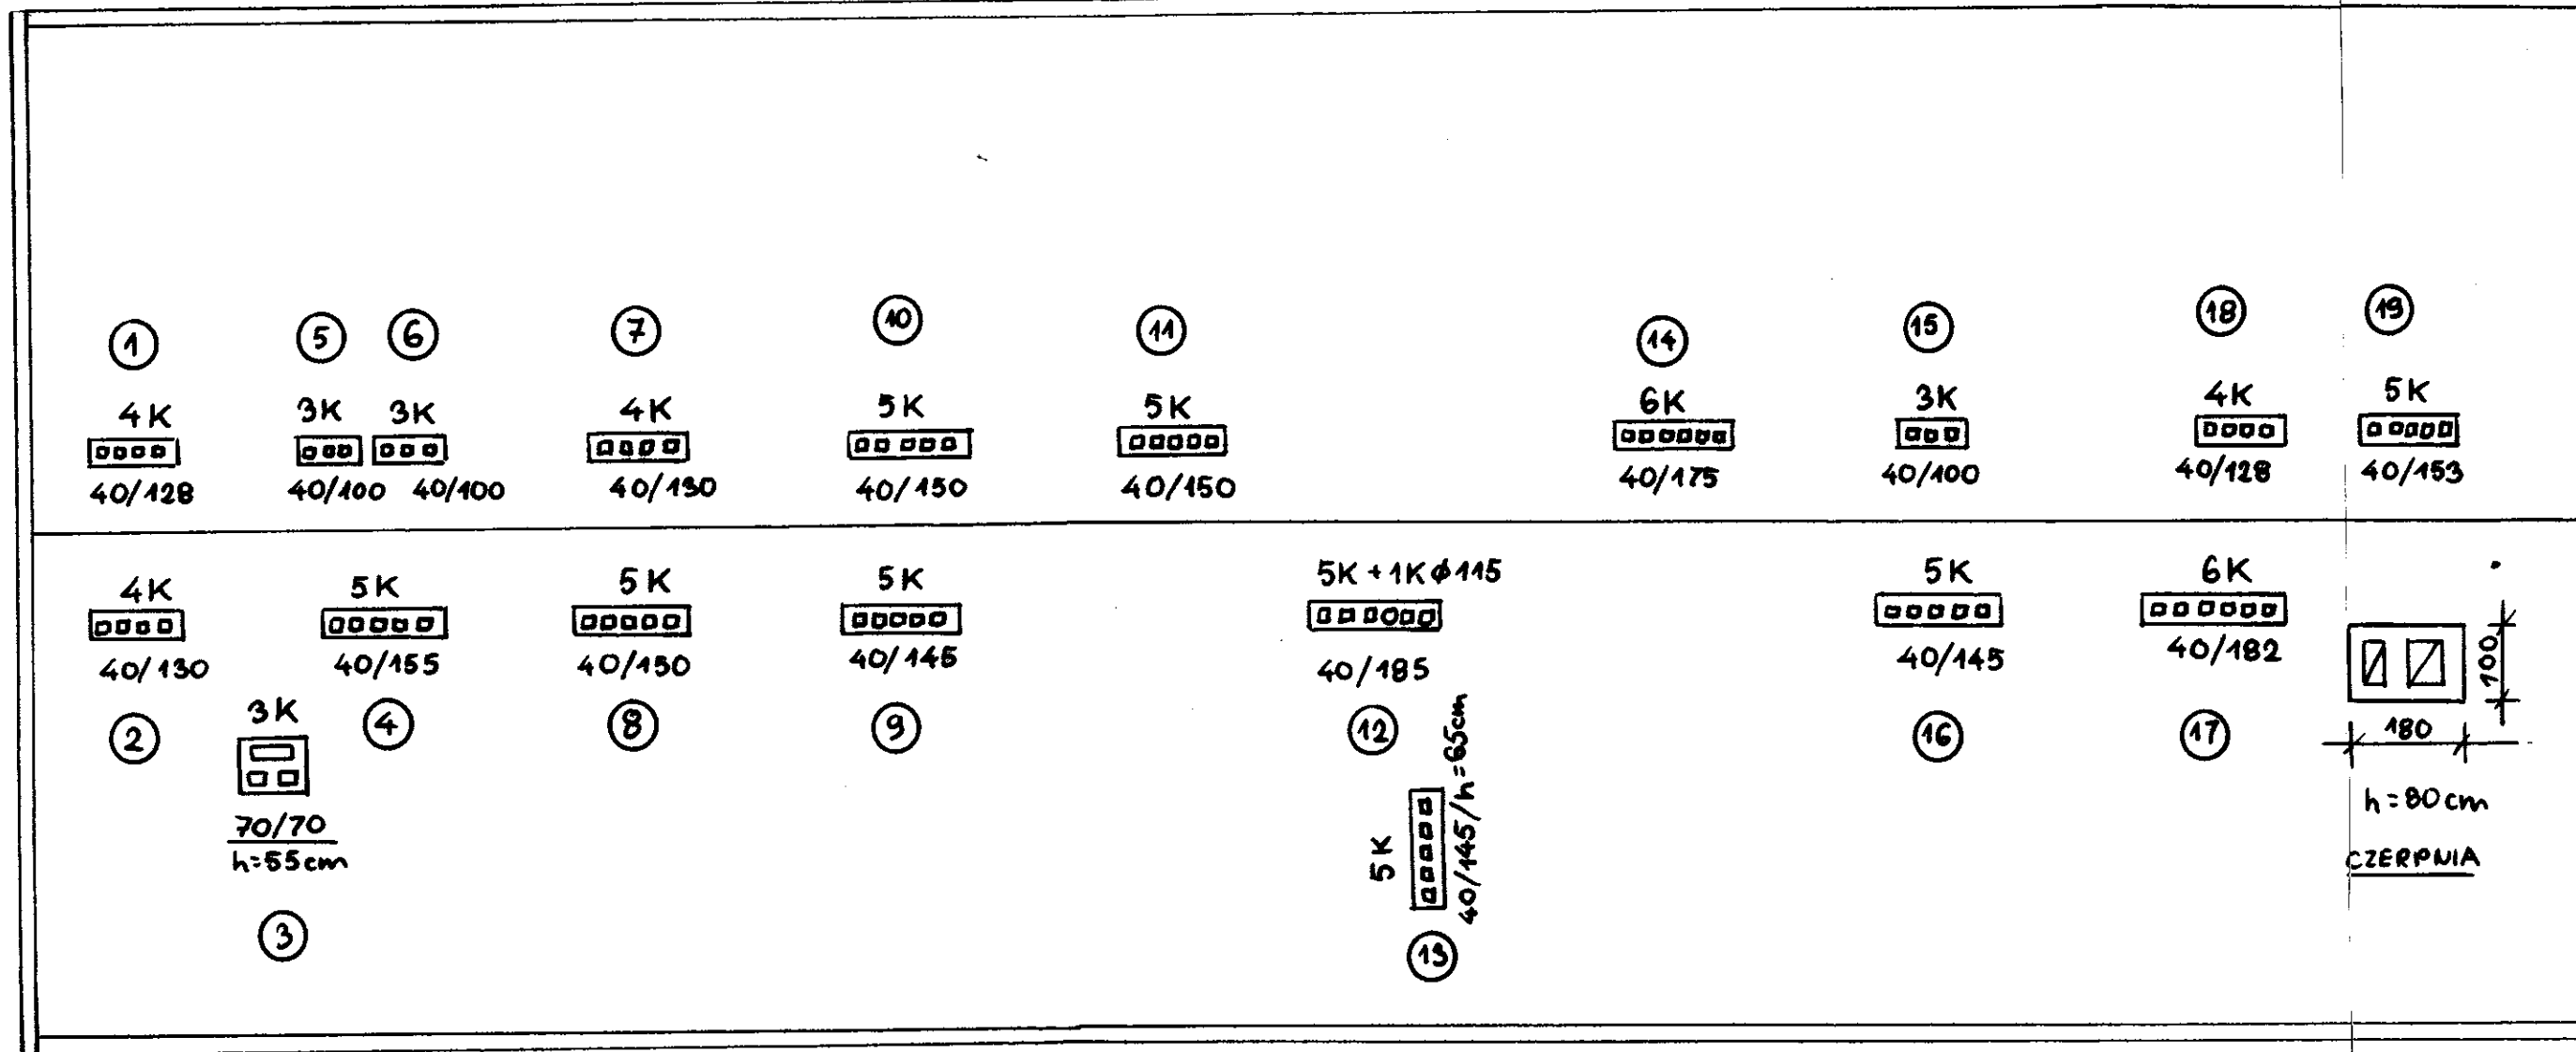 1 5 6 7 10 11 14 15 18 19
4K 3K 3K 4K 5K 5K 6K 3K 4K 5K
40/128 40/100 40/100 40/130 40/150 40/150 40/175 40/100 40/128 40/153
4K 5K 5K 5K 5K + 1K ϕ115 5K 6K
40/130 40/155 40/150 40/145 40/185 40/145 40/182
2 4 8 9 12 16 17
3K
70/70
h=55cm
3
5K
40/145/h=65cm
13
100
180
h=80cm
CZERPNIA